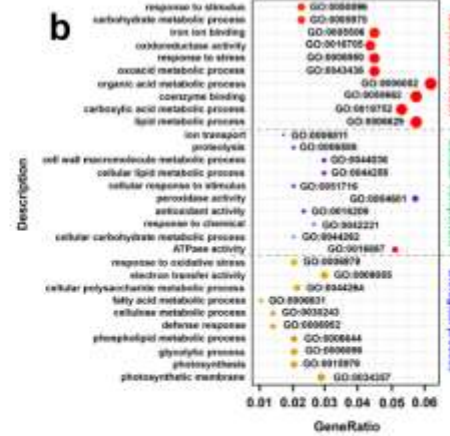 b
response to stimulus GO:0050896
carbohydrate metabolic process GO:0005975
iron ion binding GO:0005506
oxidoreductase activity GO:0016705
response to stress GO:0006950
oxoacid metabolic process GO:0043436
organic acid metabolic process GO:0006082
coenzyme binding GO:0050662
carboxylic acid metabolic process GO:0019752
lipid metabolic process GO:0006629
ion transport GO:0006811
proteolysis GO:0006508
cell wall macromolecule metabolic process GO:0044036
cellular lipid metabolic process GO:0044255
cellular response to stimulus GO:0051716
peroxidase activity GO:0004601
antioxidant activity GO:0016209
response to chemical GO:0042221
cellular carbohydrate metabolic process GO:0044262
ATPase activity GO:0016887
response to oxidative stress GO:0006979
electron transfer activity GO:0009055
cellular polysaccharide metabolic process GO:0044264
fatty acid metabolic process GO:0006631
cellulose metabolic process GO:0030243
defense response GO:0006952
phospholipid metabolic process GO:0006644
glycolytic process GO:0006096
photosynthesis GO:0015979
photosynthetic membrane GO:0034357
Description
0.01 0.02 0.03 0.04 0.05 0.06
GeneRatio